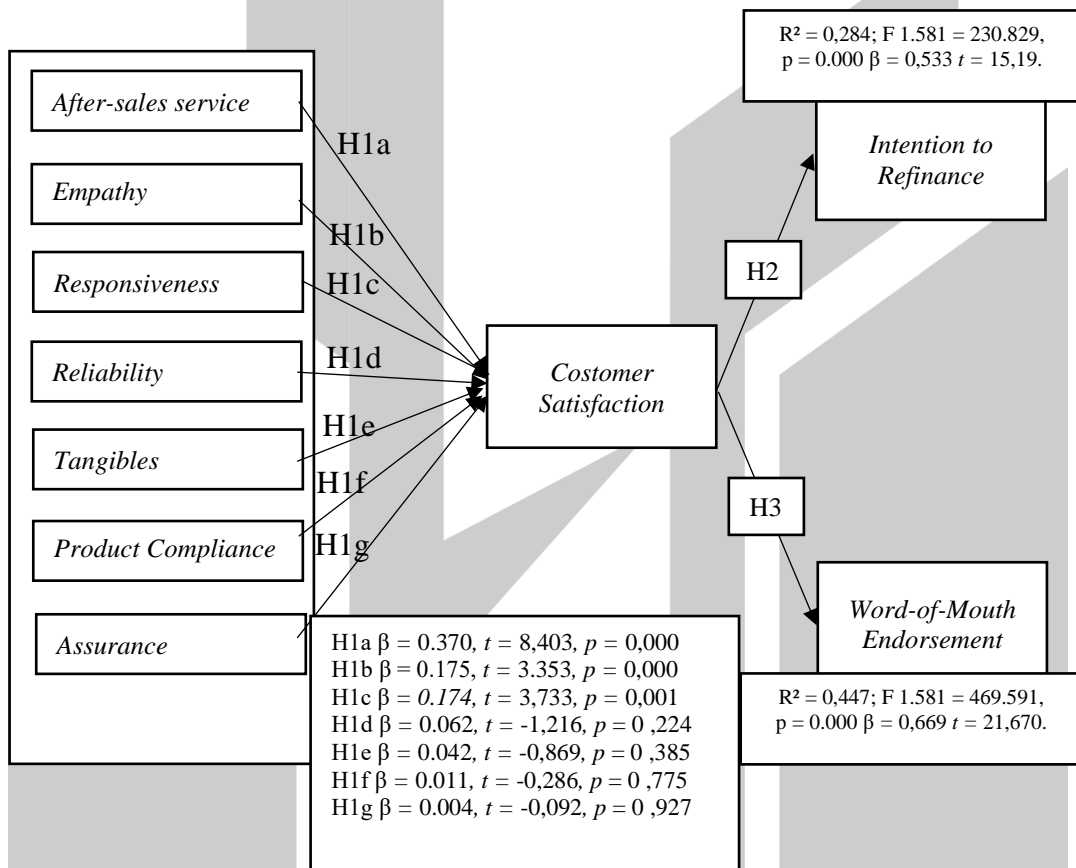 R² = 0,284; F 1.581 = 230.829,
p = 0.000 β = 0,533 t = 15,19.
After-sales service
Empathy
Responsiveness
Reliability
Tangibles
Product Compliance
Assurance
H1a
H1b
H1c
H1d
H1e
H1f
H1g
Costomer
Satisfaction
H2
H3
Intention to
Refinance
Word-of-Mouth
Endorsement
R² = 0,447; F 1.581 = 469.591,
p = 0.000 β = 0,669 t = 21,670.
H1a β = 0.370, t = 8,403, p = 0,000
H1b β = 0.175, t = 3.353, p = 0,000
H1c β = 0.174, t = 3,733, p = 0,001
H1d β = 0.062, t = -1,216, p = 0 ,224
H1e β = 0.042, t = -0,869, p = 0 ,385
H1f β = 0.011, t = -0,286, p = 0 ,775
H1g β = 0.004, t = -0,092, p = 0 ,927